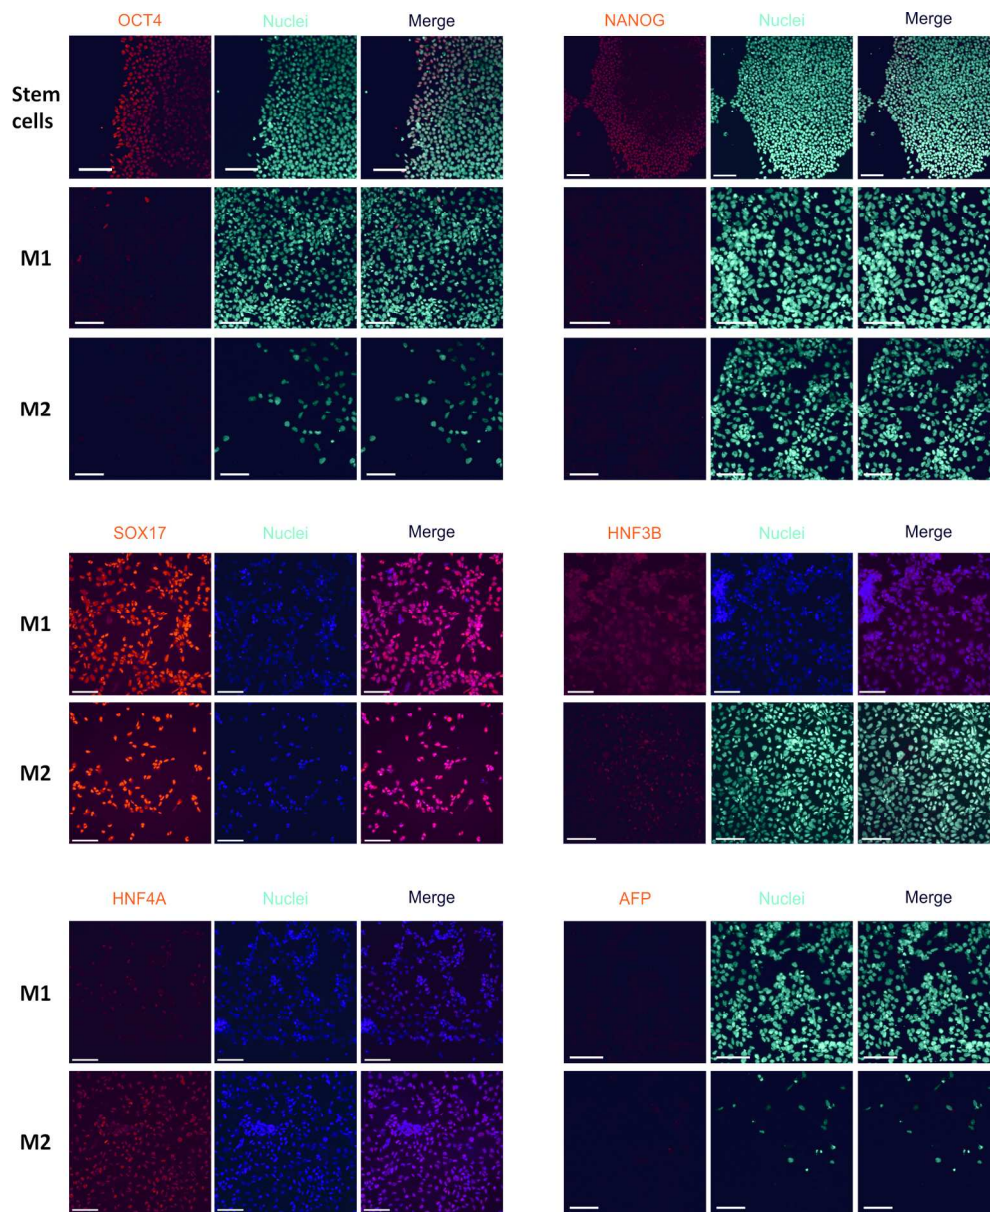 OCT4 Nuclei Merge
NANOG Nuclei Merge
Stem
cells
M1
M2
SOX17 Nuclei Merge
HNF3B Nuclei Merge
M1
M2
HNF4A Nuclei Merge
AFP Nuclei Merge
M1
M2